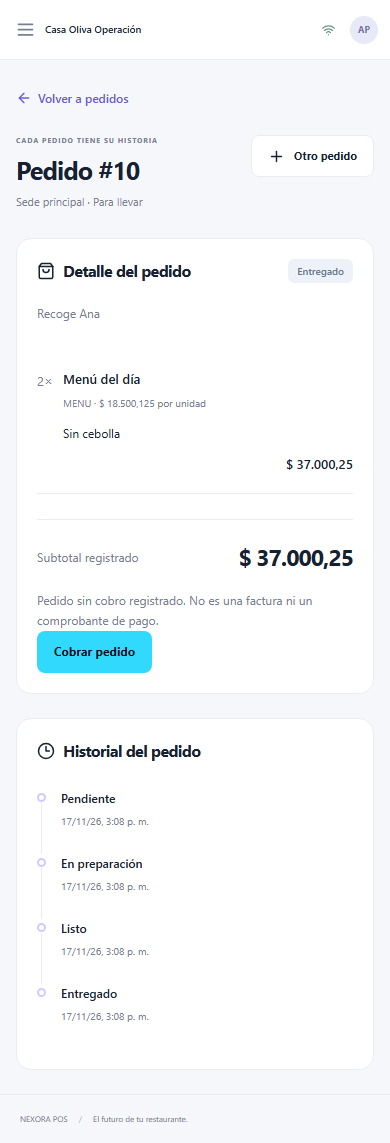 Casa Oliva Operación
AP
Volver a pedidos
CADA PEDIDO TIENE SU HISTORIA
Pedido #10
Otro pedido
Sede principal · Para llevar
Detalle del pedido
Entregado
Recoge Ana
2× Menú del día
MENU · $ 18.500,125 por unidad
Sin cebolla
$ 37.000,25
Subtotal registrado $ 37.000,25
Pedido sin cobro registrado. No es una factura ni un
comprobante de pago.
Cobrar pedido
Historial del pedido
Pendiente
17/11/26, 3:08 p. m.
En preparación
17/11/26, 3:08 p. m.
Listo
17/11/26, 3:08 p. m.
Entregado
17/11/26, 3:08 p. m.
NEXORA POS / El futuro de tu restaurante.